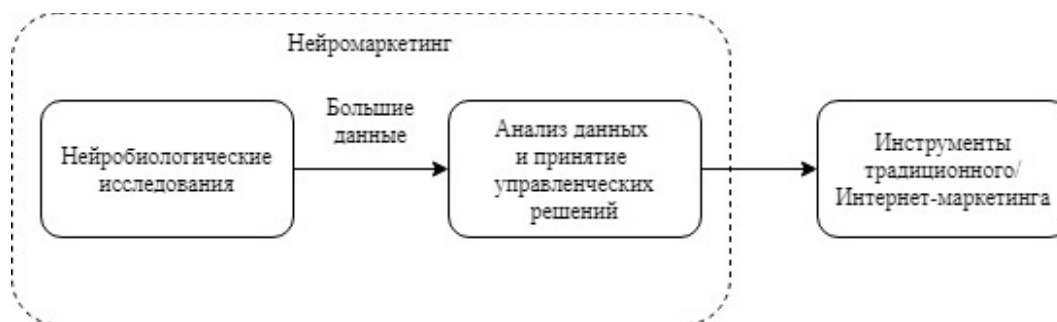 Нейромаркетинг
Нейробиологические
исследования
Большие
данные
Анализ данных
и принятие
управленческих
решений
Инструменты
традиционного/
Интернет-маркетинга